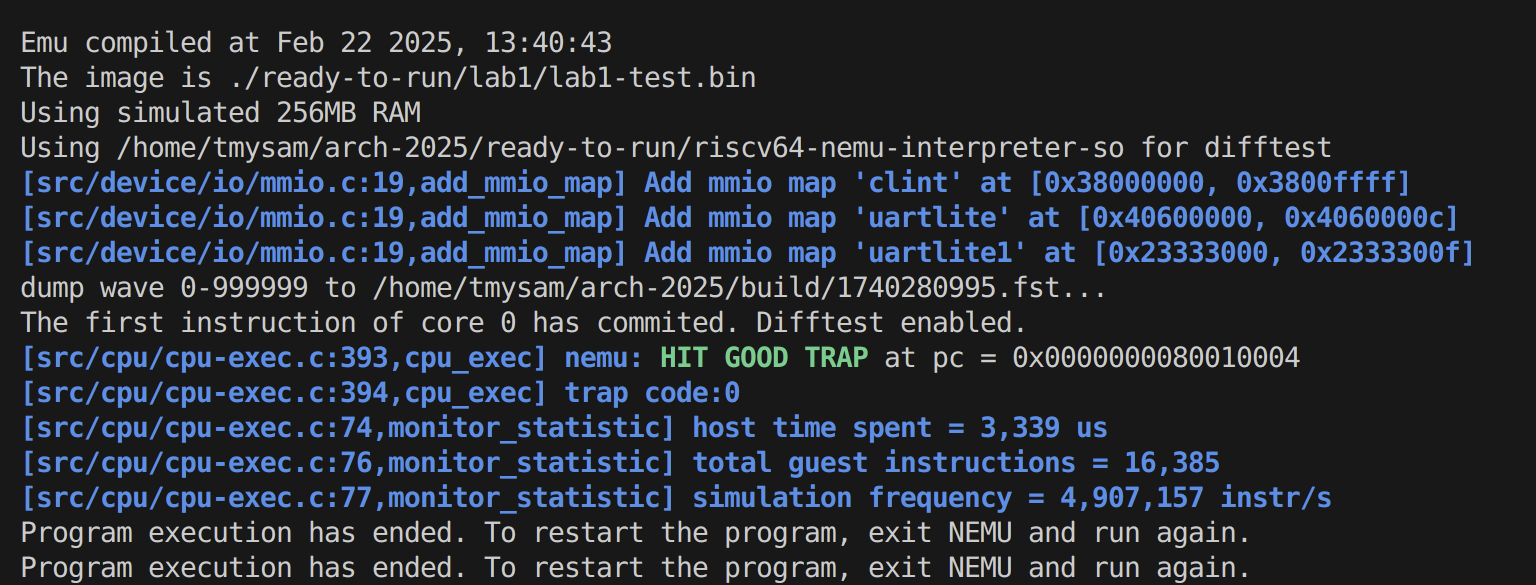 Emu compiled at Feb 22 2025, 13:40:43
The image is ./ready-to-run/lab1/lab1-test.bin
Using simulated 256MB RAM
Using /home/tmysam/arch-2025/ready-to-run/riscv64-nemu-interpreter-so for difftest
[src/device/io/mmio.c:19,add_mmio_map] Add mmio map 'clint' at [0x38000000, 0x3800ffff]
[src/device/io/mmio.c:19,add_mmio_map] Add mmio map 'uartlite' at [0x40600000, 0x4060000c]
[src/device/io/mmio.c:19,add_mmio_map] Add mmio map 'uartlite1' at [0x23333000, 0x2333300f]
dump wave 0-999999 to /home/tmysam/arch-2025/build/1740280995.fst...
The first instruction of core 0 has commited. Difftest enabled.
[src/cpu/cpu-exec.c:393,cpu_exec] nemu: HIT GOOD TRAP at pc = 0x0000000080010004
[src/cpu/cpu-exec.c:394,cpu_exec] trap code:0
[src/cpu/cpu-exec.c:74,monitor_statistic] host time spent = 3,339 us
[src/cpu/cpu-exec.c:76,monitor_statistic] total guest instructions = 16,385
[src/cpu/cpu-exec.c:77,monitor_statistic] simulation frequency = 4,907,157 instr/s
Program execution has ended. To restart the program, exit NEMU and run again.
Program execution has ended. To restart the program, exit NEMU and run again.